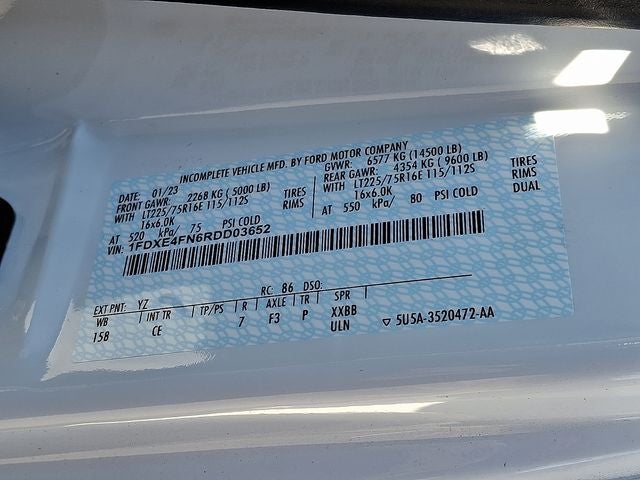 INCOMPLETE VEHICLE MFD. BY FORD MOTOR COMPANY
DATE: 01/23 GVWR: 6577 KG (14500 LB)
FRONT GAWR: 2268 KG (5000 LB) REAR GAWR: 4354 KG (9600 LB)
WITH LT225/75R16E 115/112S TIRES WITH LT225/75R16E 115/112S TIRES
16x6.0K RIMS 16x6.0K RIMS
AT 520 kPa/ 75 PSI COLD AT 550 kPa/ 80 PSI COLD DUAL
VIN: 1FDXE4FN6RDD03652
EXT PNT: YZ RC: 86 DSO:
WB INT TR TP/PS R AXLE TR SPR
158 CE 7 F3 P XXBB
ULN ▽ 5U5A-3520472-AA